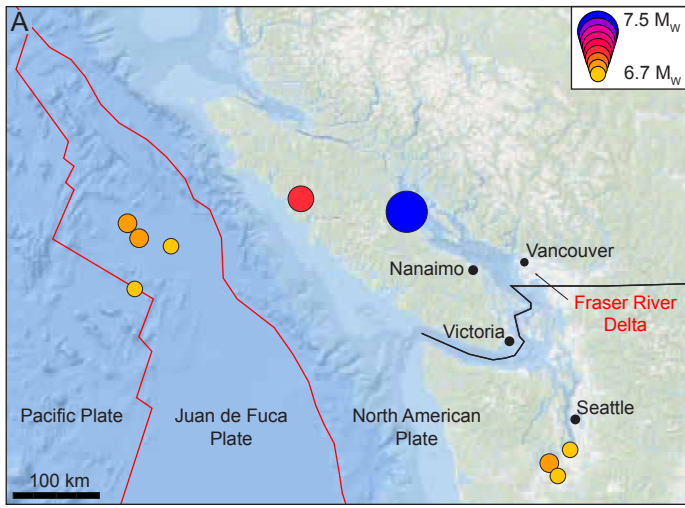 A
7.5 Mw
6.7 Mw
Vancouver
Nanaimo
Fraser River
Delta
Victoria
Seattle
Pacific Plate
Juan de Fuca
Plate
North American
Plate
100 km